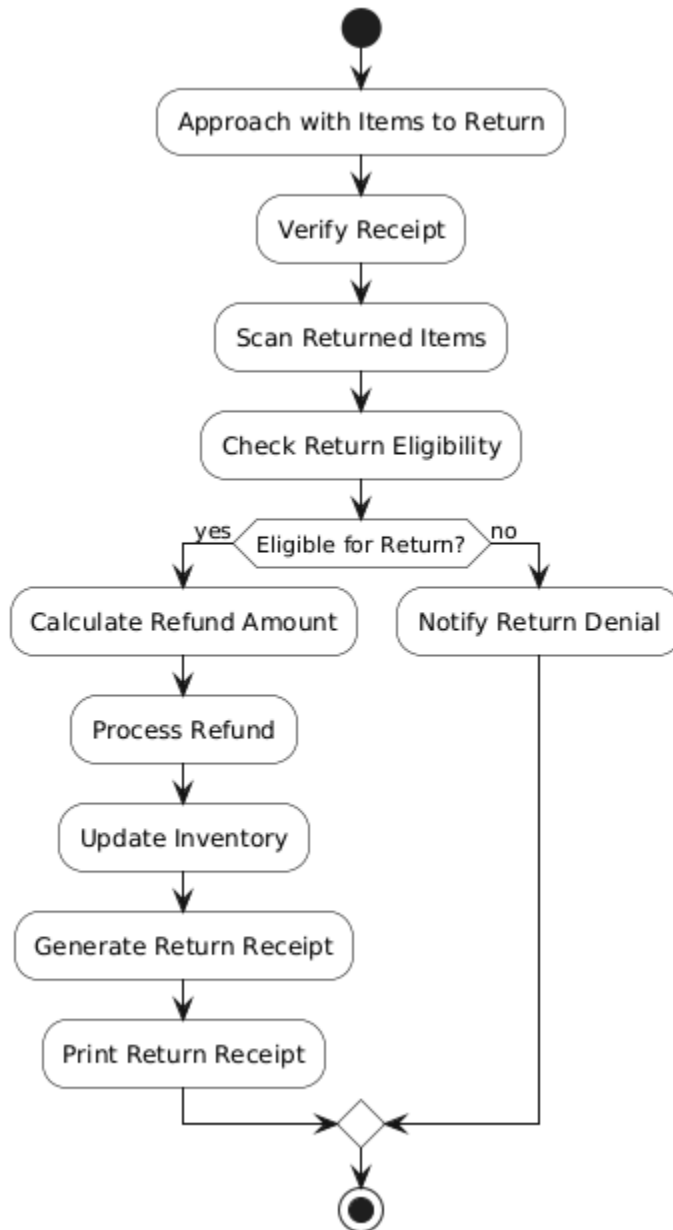 Approach with Items to Return
Verify Receipt
Scan Returned Items
Check Return Eligibility
yes
Eligible for Return?
no
Calculate Refund Amount
Notify Return Denial
Process Refund
Update Inventory
Generate Return Receipt
Print Return Receipt